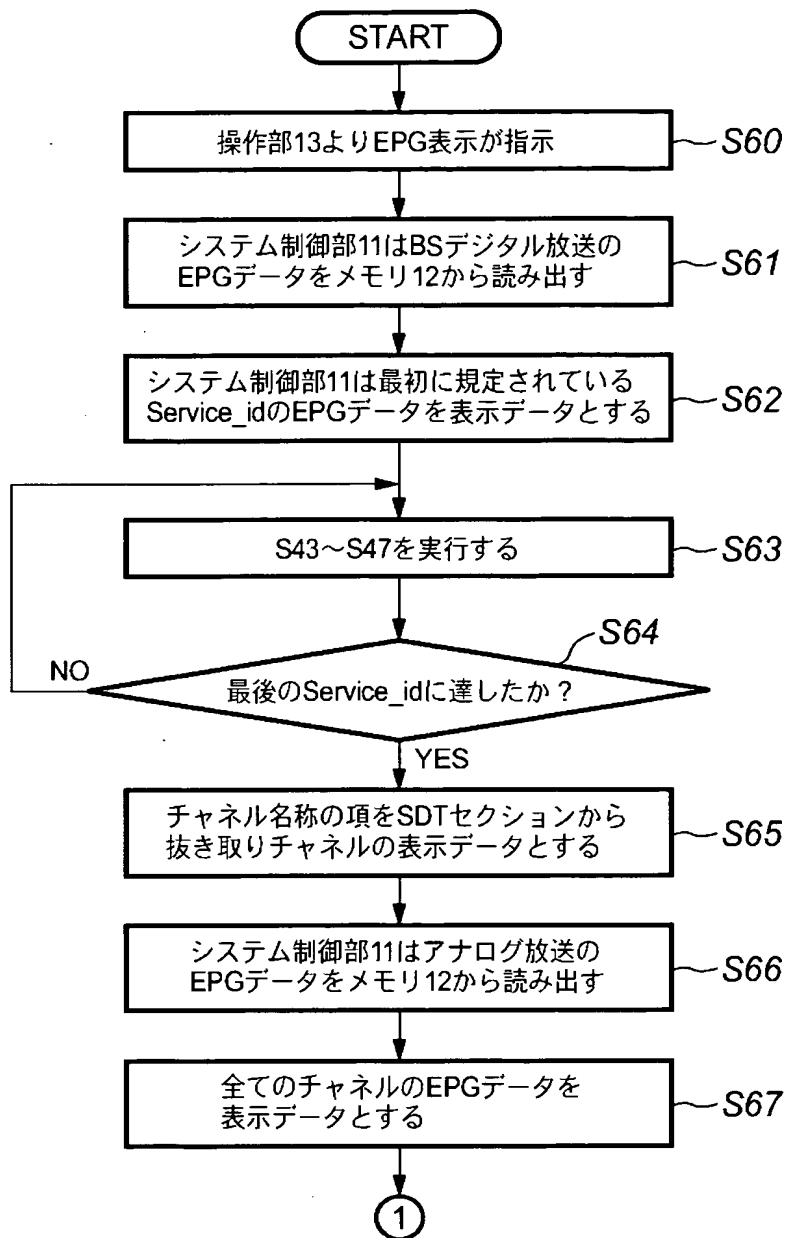 START
操作部13よりEPG表示が指示
S60
システム制御部11はBSデジタル放送の
EPGデータをメモリ12から読み出す
S61
システム制御部11は最初に規定されている
Service_idのEPGデータを表示データとする
S62
S43～S47を実行する
S63
S64
NO
最後のService_idに達したか？
YES
チャネル名称の項をSDTセクションから
抜き取りチャネルの表示データとする
S65
システム制御部11はアナログ放送の
EPGデータをメモリ12から読み出す
S66
全てのチャネルのEPGデータを
表示データとする
S67
1